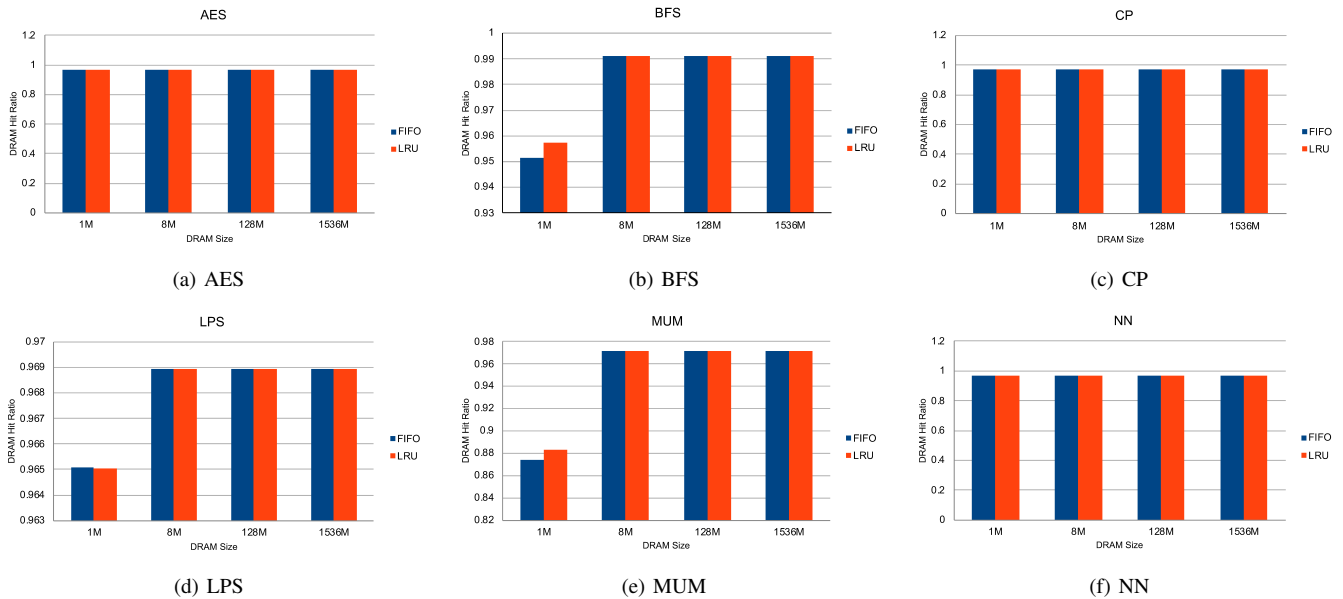 AES
1.2
1
0.8
0.6
0.4
0.2
0
DRAM Hit Ratio
1M 8M 128M 1536M
DRAM Size
FIFO
LRU
(a) AES
BFS
1
0.99
0.98
0.97
0.96
0.95
0.94
0.93
DRAM Hit Ratio
1M 8M 128M 1536M
DRAM Size
FIFO
LRU
(b) BFS
CP
1.2
1
0.8
0.6
0.4
0.2
0
DRAM Hit Ratio
1M 8M 128M 1536M
DRAM Size
FIFO
LRU
(c) CP
LPS
0.97
0.969
0.968
0.967
0.966
0.965
0.964
0.963
DRAM Hit Ratio
1M 8M 128M 1536M
DRAM Size
FIFO
LRU
(d) LPS
MUM
0.98
0.96
0.94
0.92
0.9
0.88
0.86
0.84
0.82
DRAM Hit Ratio
1M 8M 128M 1536M
DRAM Size
FIFO
LRU
(e) MUM
NN
1.2
1
0.8
0.6
0.4
0.2
0
DRAM Hit Ratio
1M 8M 128M 1536M
DRAM Size
FIFO
LRU
(f) NN